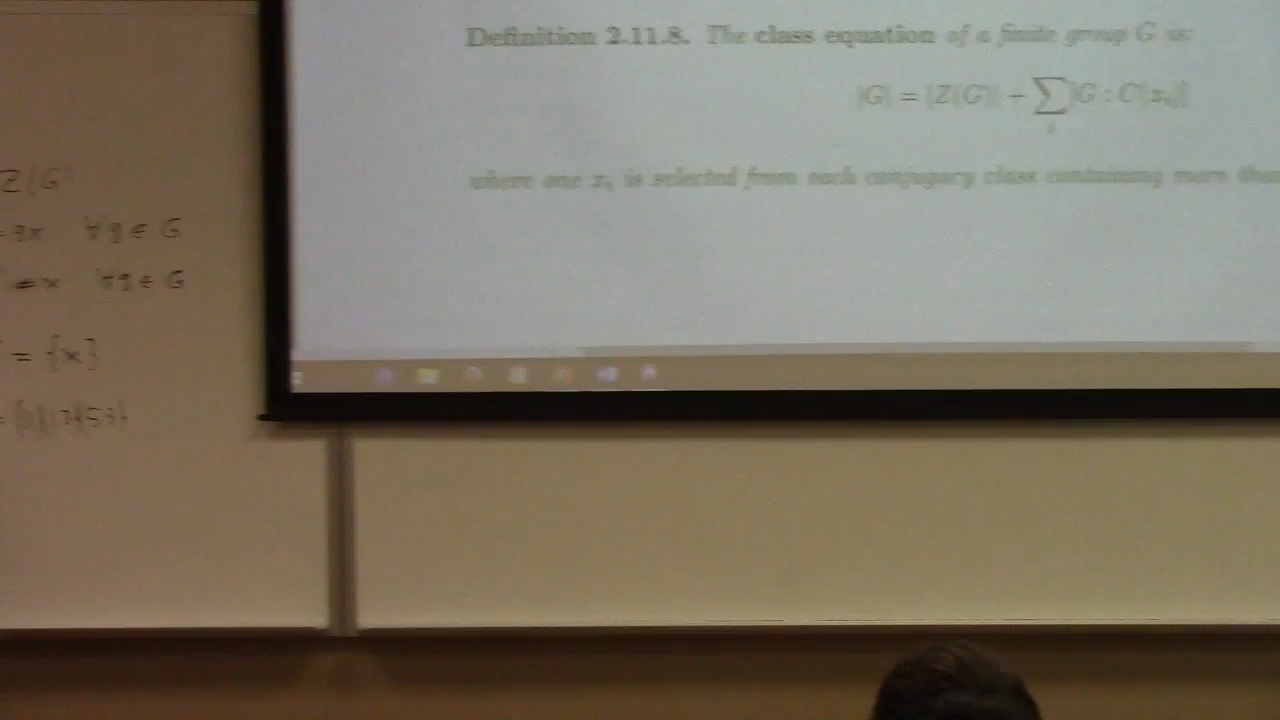 Z(G)
= gx ∀g ∈ G
= x ∀g ∈ G
= {x}
Definition 2.11.8. The class equation of a finite group G is:
|G| = |Z(G)| + ∑ |G : C(x_i)|
i
where one x_i is selected from each conjugacy class containing more than